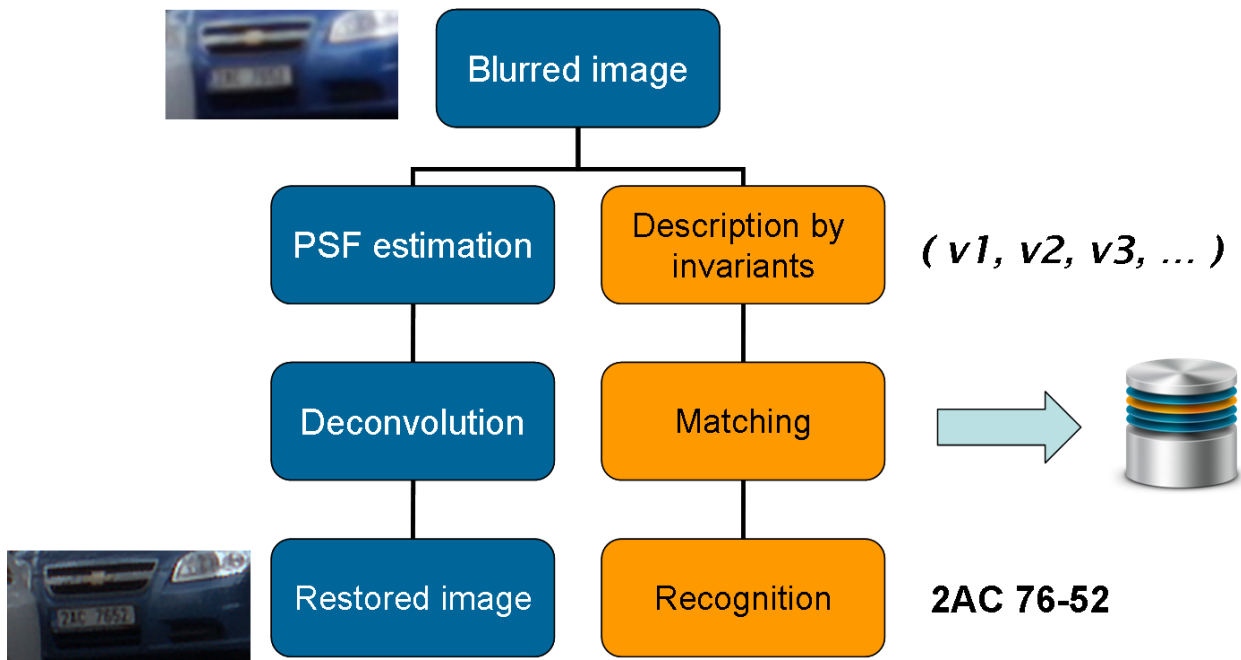 Blurred image
PSF estimation
Description by
invariants
( v1, v2, v3, ... )
Deconvolution
Matching
2AC 7652
Restored image
Recognition
2AC 76-52